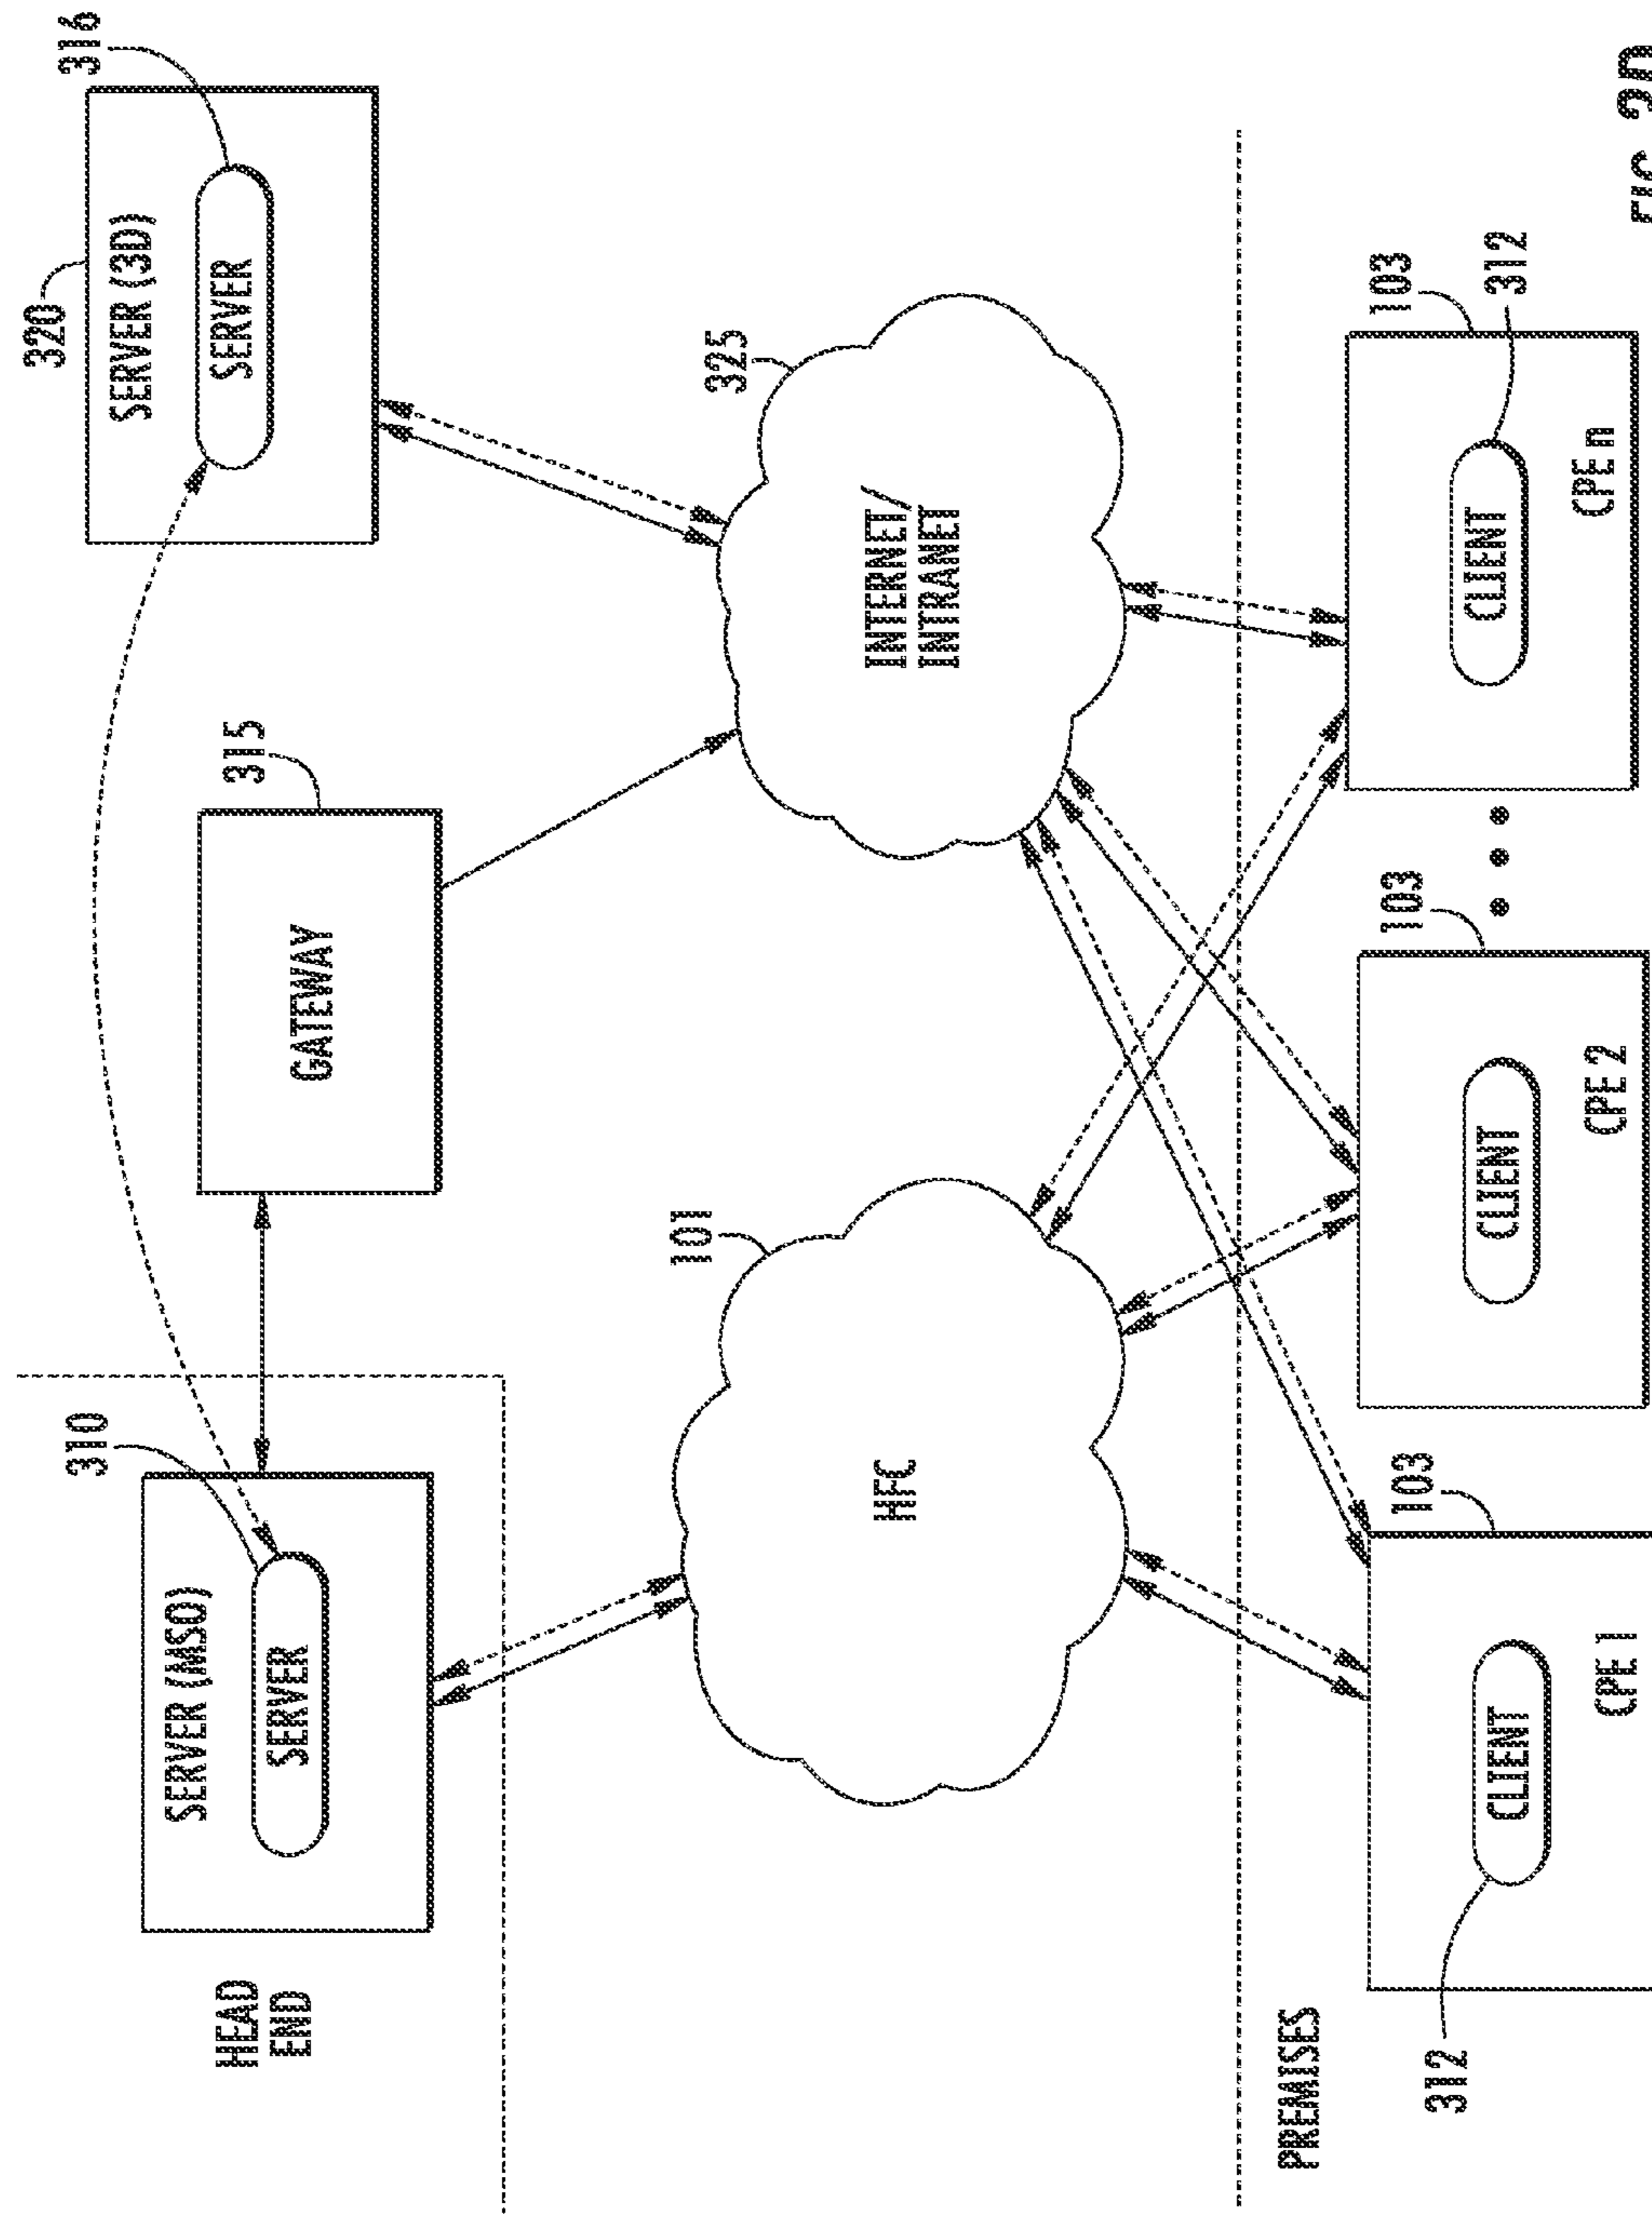 320
316
310
SERVER (3D)
SERVER
SERVER (MSO)
SERVER
HEAD
END
315
GATEWAY
101
325
HFC
INTERNET/
INTRANET
PREMISES
103
103
103
312
312
CLIENT
CLIENT
CLIENT
CPE 1
CPE 2
CPE n
FIG.